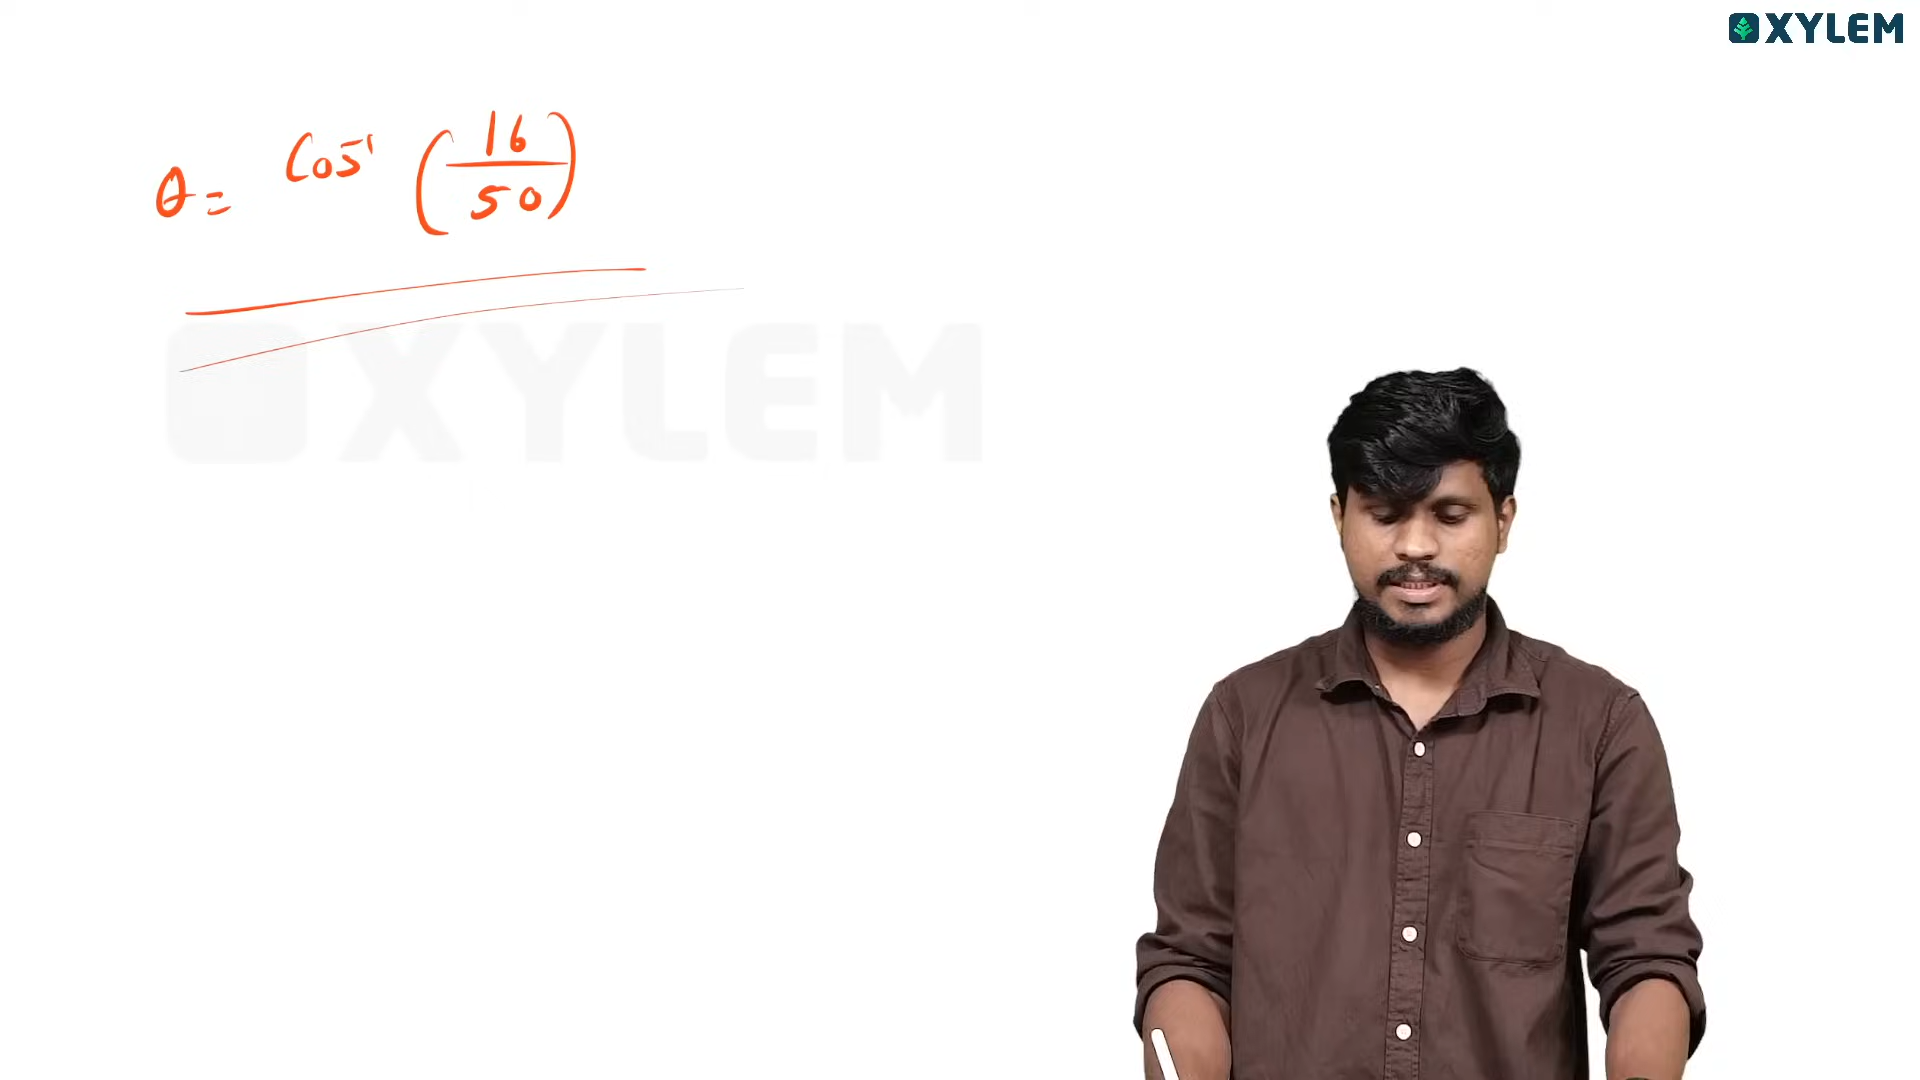 XYLEM
θ = Cos⁻¹ (16/50)
XYLEM